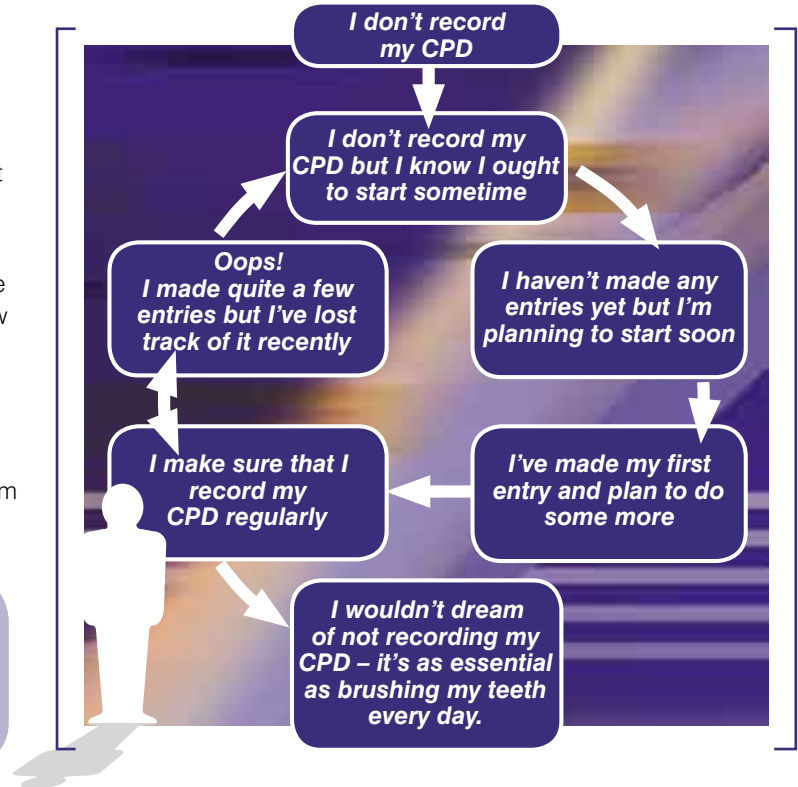 I don't record
my CPD
I don't record my
CPD but I know I ought
to start sometime
I haven't made any
entries yet but I'm
planning to start soon
I've made my first
entry and plan to do
some more
I make sure that I
record my
CPD regularly
Oops!
I made quite a few
entries but I've lost
track of it recently
I wouldn't dream
of not recording my
CPD – it's as essential
as brushing my teeth
every day.